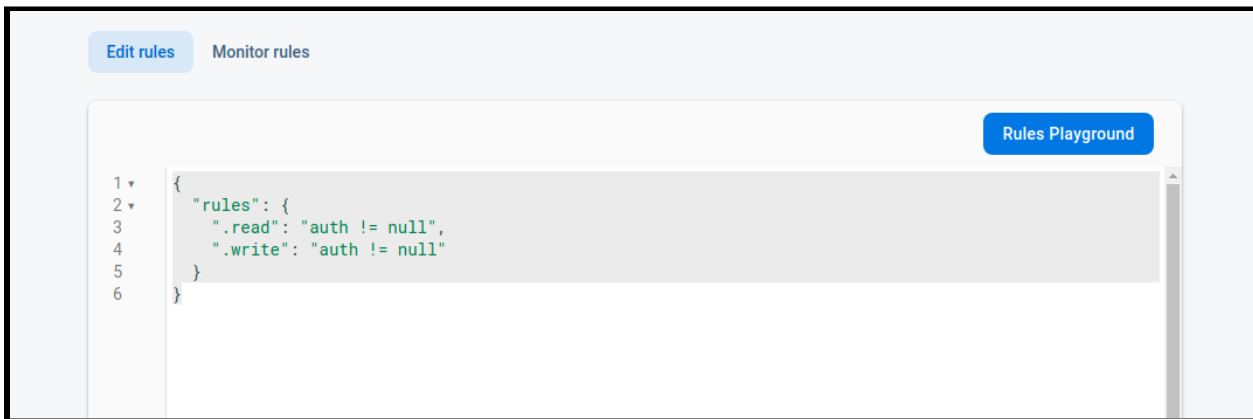 Edit rules Monitor rules
Rules Playground
1 {
2 "rules": {
3 ".read": "auth != null",
4 ".write": "auth != null"
5 }
6 }